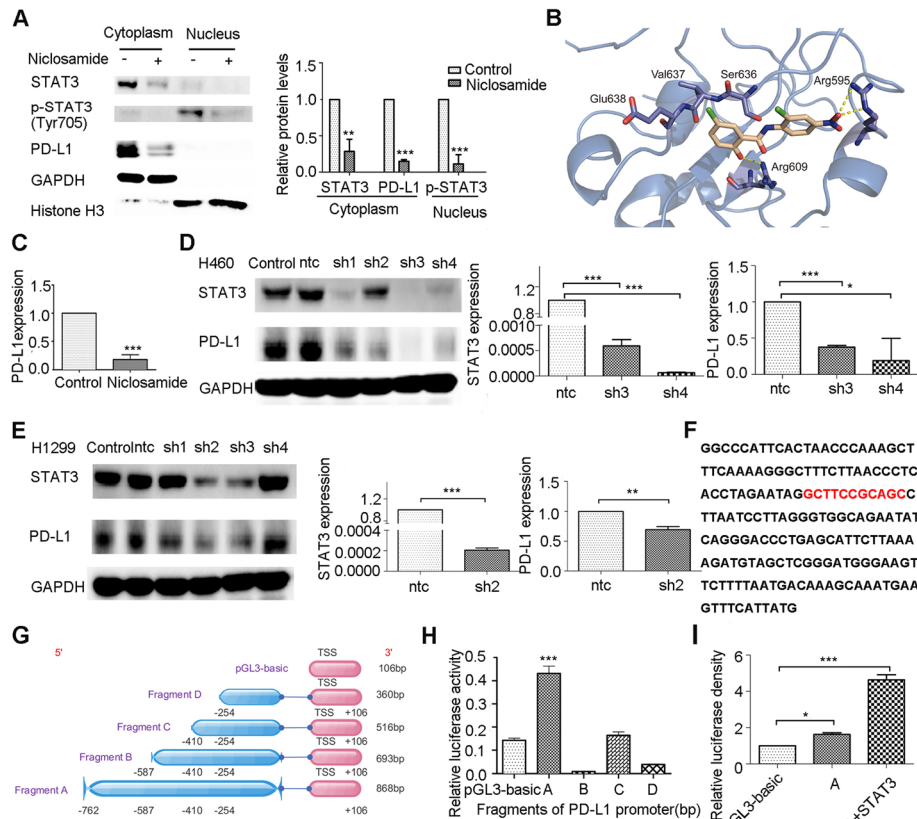 A
Cytoplasm Nucleus
Niclosamide - + - +
STAT3
p-STAT3
(Tyr705)
PD-L1
GAPDH
Histone H3
Relative protein levels
1.5
1.0
0.5
0.0
Control
Niclosamide
** *** ***
STAT3 PD-L1 p-STAT3
Cytoplasm Nucleus
B
Val637 Ser636 Arg595
Glu638
Arg609
C
PD-L1expression
1.5
1.0
0.5
0.0
***
Control Niclosamide
D
H460 Control ntc sh1 sh2 sh3 sh4
STAT3
PD-L1
GAPDH
STAT3 expression
1.2
1.0
0.8
0.0010
0.0005
0.0000
***
***
ntc sh3 sh4
PD-L1 expression
1.5
1.0
0.5
0.0
***
*
ntc sh3 sh4
E
H1299 Controlntc sh1 sh2 sh3 sh4
STAT3
PD-L1
GAPDH
STAT3 expression
1.2
1.0
0.8
0.0004
0.0002
0.0000
***
ntc sh2
PD-L1 expression
1.5
1.0
0.5
0.0
**
ntc sh2
F
GGCCCATTCACTAACCCAAAGCT
TTCAAAAGGGCTTTCTTAACCCTC
ACCTAGAATAGGCTTCCGCAGCC
TTAATCCTTAGGGTGGCAGAATAT
CAGGGACCCTGAGCATTCTTAAA
AGATGTAGCTCGGGATGGGAAGT
TCTTTTAATGACAAAGCAAATGAA
GTTTCATTATG
G
5' TSS 3'
pGL3-basic 106bp
TSS
Fragment D 360bp
-254 TSS +106
Fragment C 516bp
-410 -254 TSS +106
Fragment B 693bp
-587 -410 -254 TSS +106
Fragment A 868bp
-762 -587 -410 -254 +106
H
Relative luciferase activity
0.5
0.4
0.3
0.2
0.1
0.0
***
pGL3-basic A B C D
Fragments of PD-L1 promoter(bp)
I
Relative luciferase density
6
4
2
0
***
*
GL3-basic A +STAT3